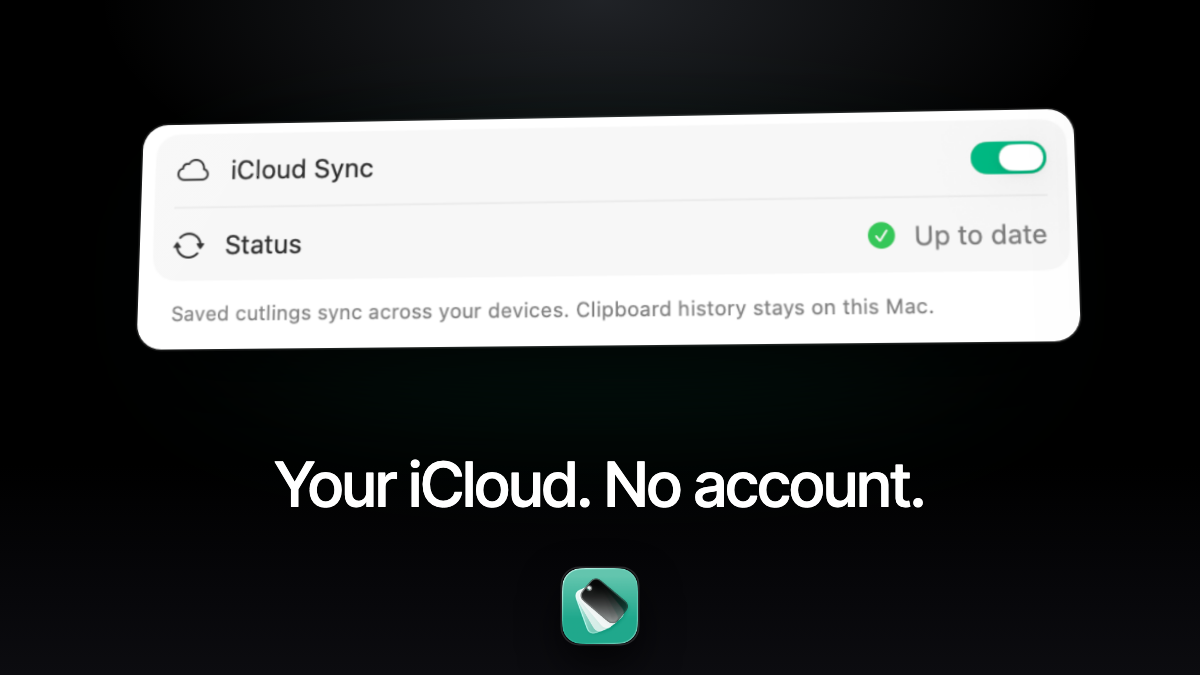 iCloud Sync
Status
Up to date
Saved cutlings sync across your devices. Clipboard history stays on this Mac.
Your iCloud. No account.